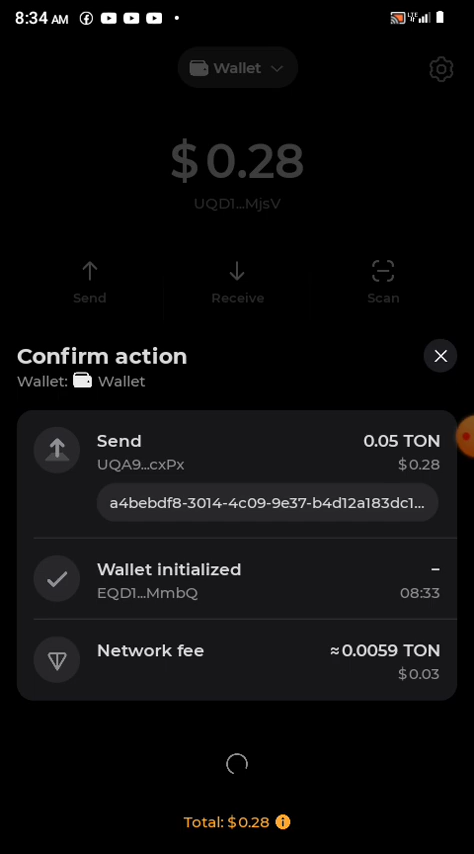 8:34 AM
LTE
Wallet
$ 0.28
UQD1...MjsV
Send
Receive
Scan
Confirm action
Wallet: Wallet
Send 0.05 TON
UQA9...cxPx $0.28
a4bebdf8-3014-4c09-9e37-b4d12a183dc1...
Wallet initialized –
EQD1...MmbQ 08:33
Network fee ≈0.0059 TON
$0.03
Total: $0.28